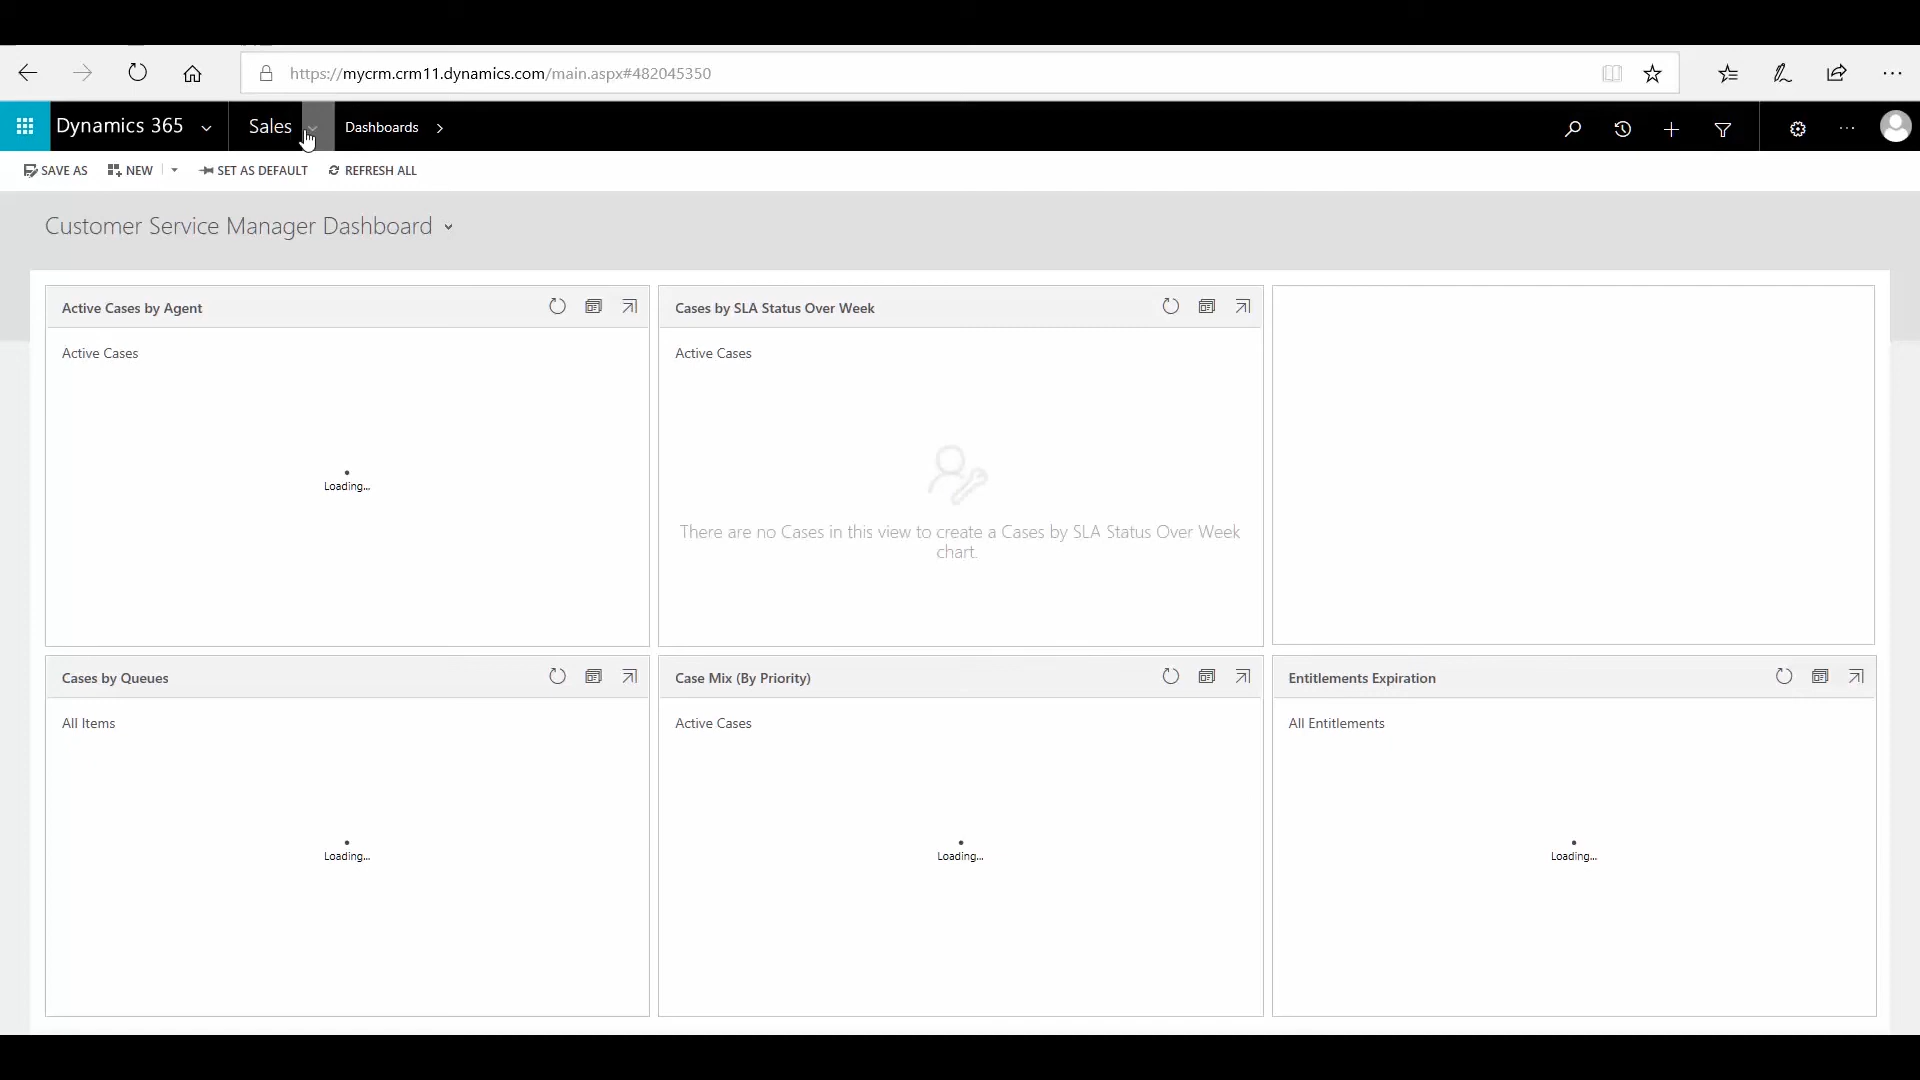 https://mycrm.crm11.dynamics.com/main.aspx#482045350
Dynamics 365 Sales Dashboards
SAVE AS NEW SET AS DEFAULT REFRESH ALL
Customer Service Manager Dashboard
Active Cases by Agent
Active Cases
Loading...
Cases by SLA Status Over Week
Active Cases
There are no Cases in this view to create a Cases by SLA Status Over Week
chart.
Cases by Queues
All Items
Loading...
Case Mix (By Priority)
Active Cases
Loading...
Entitlements Expiration
All Entitlements
Loading...